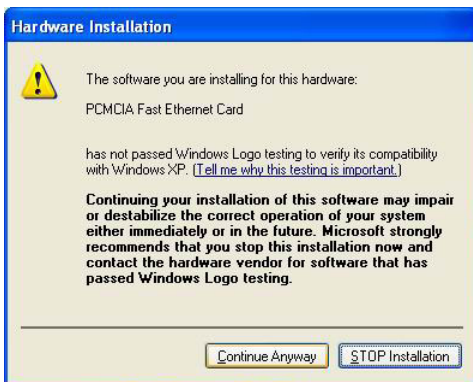 Hardware Installation
The software you are installing for this hardware:
PCMCIA Fast Ethernet Card
has not passed Windows Logo testing to verify its compatibility
with Windows XP. (Tell me why this testing is important.)
Continuing your installation of this software may impair
or destabilize the correct operation of your system
either immediately or in the future. Microsoft strongly
recommends that you stop this installation now and
contact the hardware vendor for software that has
passed Windows Logo testing.
Continue Anyway STOP Installation